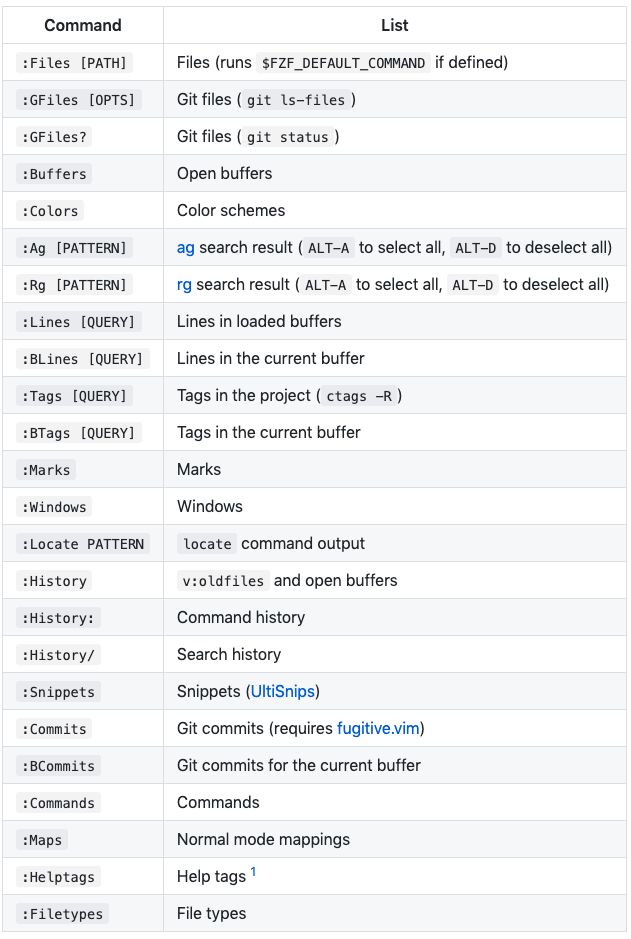 Command List
:Files [PATH] Files (runs $FZF_DEFAULT_COMMAND if defined)
:GFiles [OPTS] Git files ( git ls-files )
:GFiles? Git files ( git status )
:Buffers Open buffers
:Colors Color schemes
:Ag [PATTERN] ag search result ( ALT-A to select all, ALT-D to deselect all)
:Rg [PATTERN] rg search result ( ALT-A to select all, ALT-D to deselect all)
:Lines [QUERY] Lines in loaded buffers
:BLines [QUERY] Lines in the current buffer
:Tags [QUERY] Tags in the project ( ctags -R )
:BTags [QUERY] Tags in the current buffer
:Marks Marks
:Windows Windows
:Locate PATTERN locate command output
:History v:oldfiles and open buffers
:History: Command history
:History/ Search history
:Snippets Snippets (UltiSnips)
:Commits Git commits (requires fugitive.vim)
:BCommits Git commits for the current buffer
:Commands Commands
:Maps Normal mode mappings
:Helptags Help tags 1
:Filetypes File types